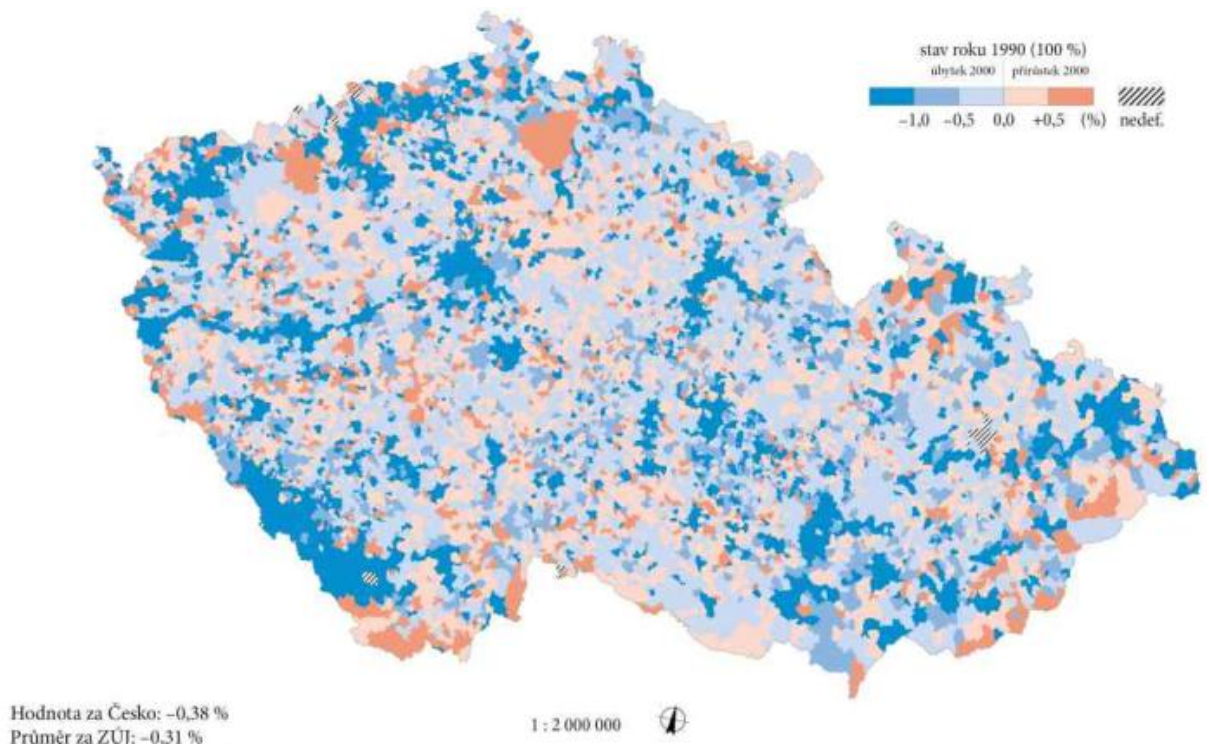 stav roku 1990 (100 %)
úbytek 2000 přírůstek 2000
–1,0 –0,5 0,0 +0,5 (%) nedef.
Hodnota za Česko: –0,38 %
Průměr za ZÚJ: –0,31 %
1 : 2 000 000